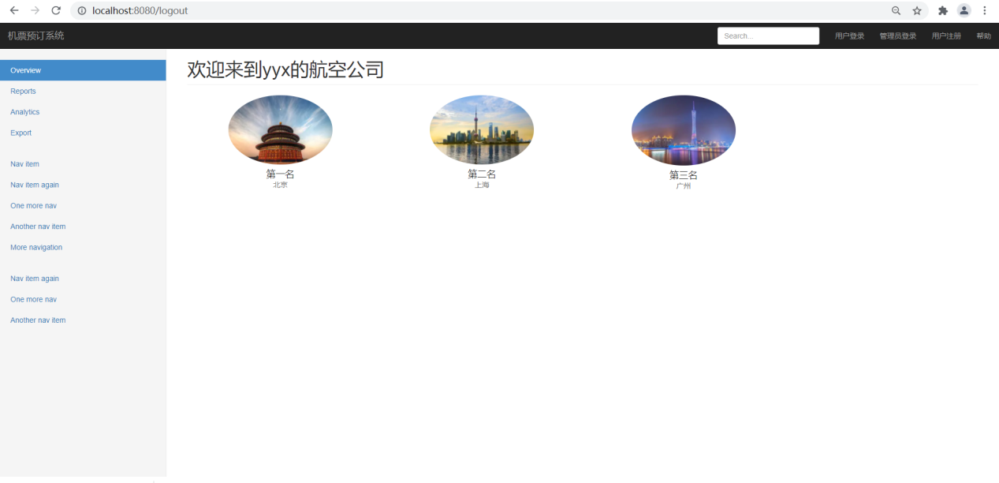 localhost:8080/logout
机票预订系统
Search...
用户登录
管理员登录
用户注册
帮助
Overview
Reports
Analytics
Export
Nav item
Nav item again
One more nav
Another nav item
More navigation
Nav item again
One more nav
Another nav item
欢迎来到yyx的航空公司
第一名
北京
第二名
上海
第三名
广州